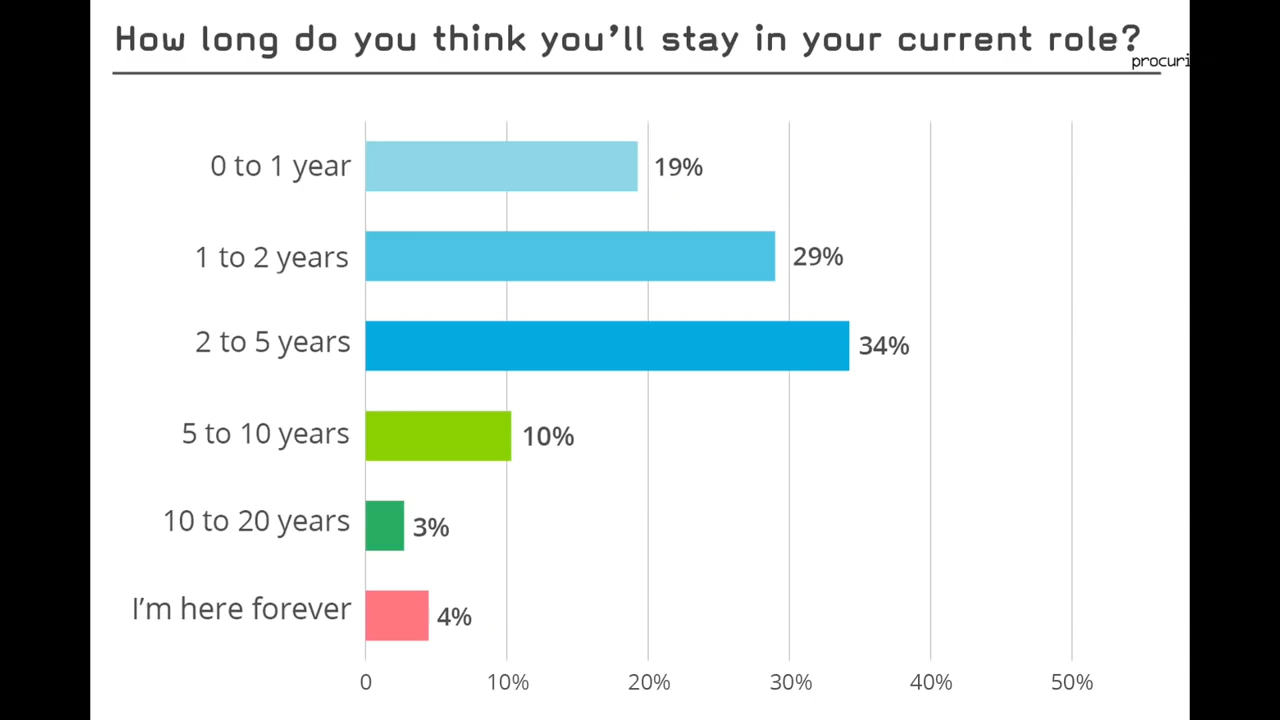 How long do you think you’ll stay in your current role?
procuri
0 to 1 year
19%
1 to 2 years
29%
2 to 5 years
34%
5 to 10 years
10%
10 to 20 years
3%
I’m here forever
4%
0 10% 20% 30% 40% 50%